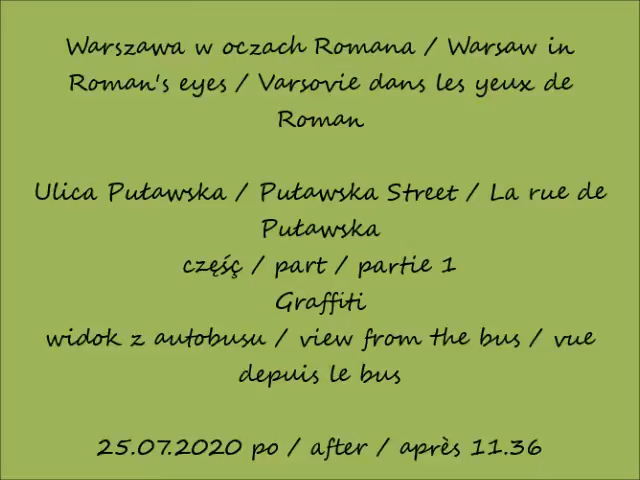 Warszawa w oczach Romana / Warsaw in
Roman's eyes / Varsovie dans les yeux de
Roman
Ulica Puławska / Puławska Street / La rue de
Puławska
częśç / part / partie 1
Graffiti
widok z autobusu / view from the bus / vue
depuis le bus
25.07.2020 po / after / après 11.36